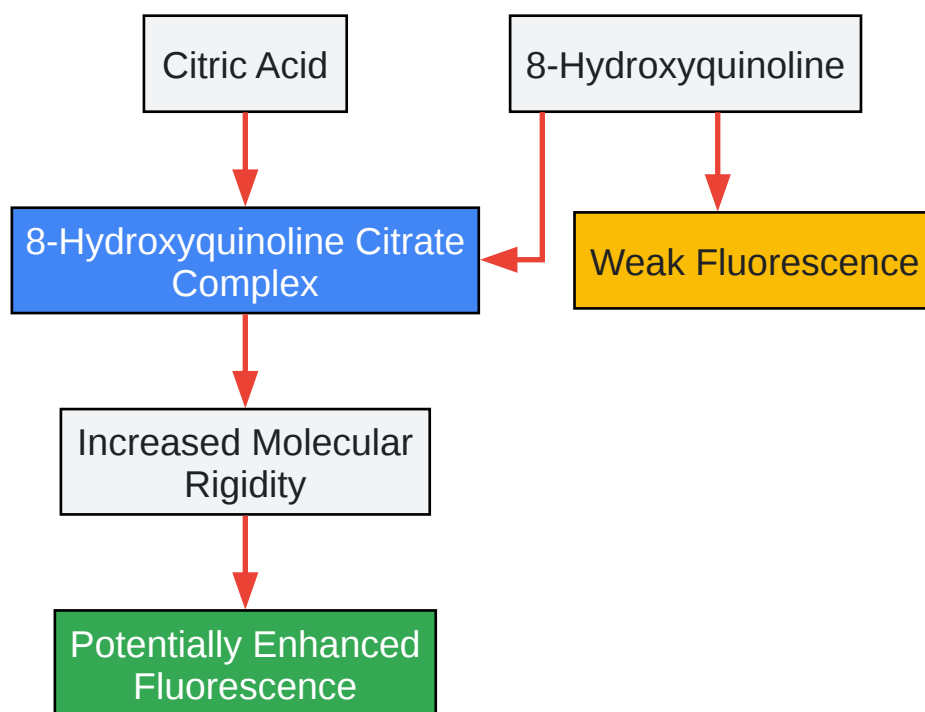 Citric Acid
8-Hydroxyquinoline
8-Hydroxyquinoline Citrate
Complex
Weak Fluorescence
Increased Molecular
Rigidity
Potentially Enhanced
Fluorescence